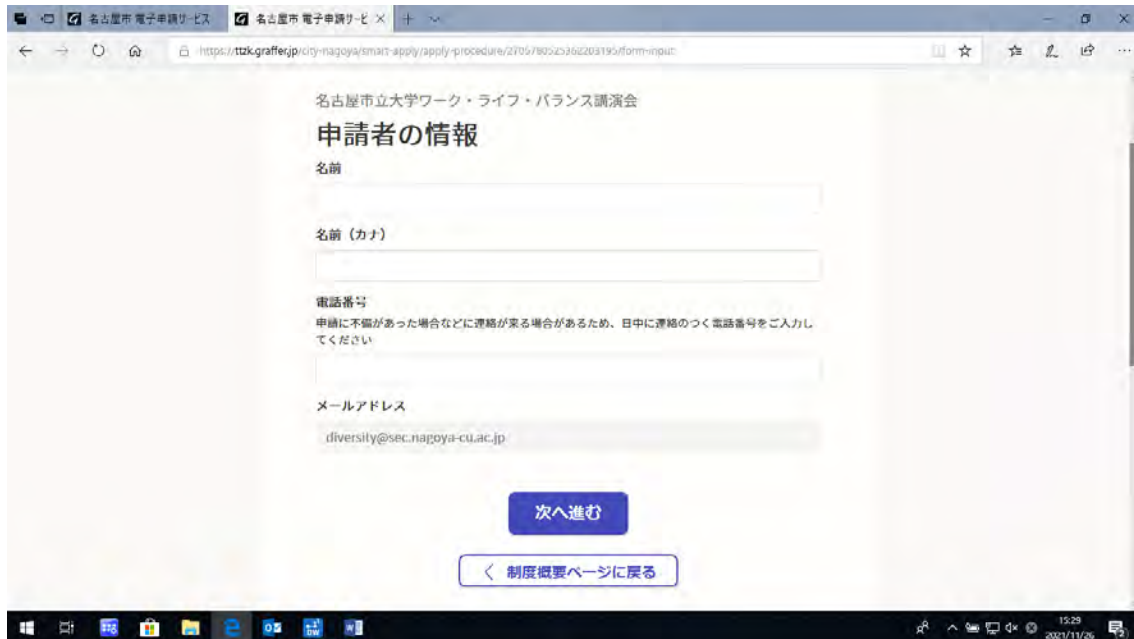 名古屋市 電子申請サービス
名古屋市 電子申請サービ
https://ttzk.graffer.jp/city-nagoya/smart-apply/apply-procedure/2705780525362203195/form-input
名古屋市立大学ワーク・ライフ・バランス講演会
申請者の情報
名前
名前（カナ）
電話番号
申請に不備があった場合などに連絡が来る場合があるため、日中に連絡のつく電話番号をご入力し
てください
メールアドレス
diversity@sec.nagoya-cu.ac.jp
次へ進む
制度概要ページに戻る
15:29
2021/11/26